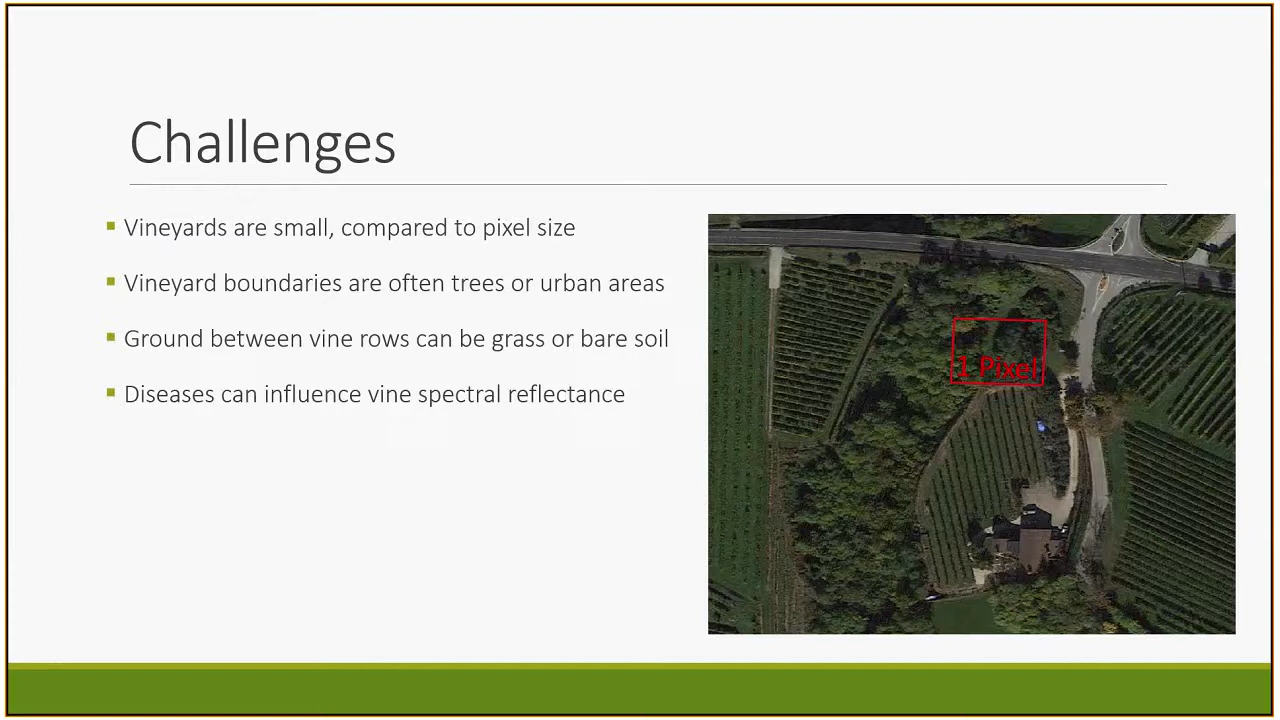 Challenges
Vineyards are small, compared to pixel size
Vineyard boundaries are often trees or urban areas
Ground between vine rows can be grass or bare soil
Diseases can influence vine spectral reflectance
1 Pixel